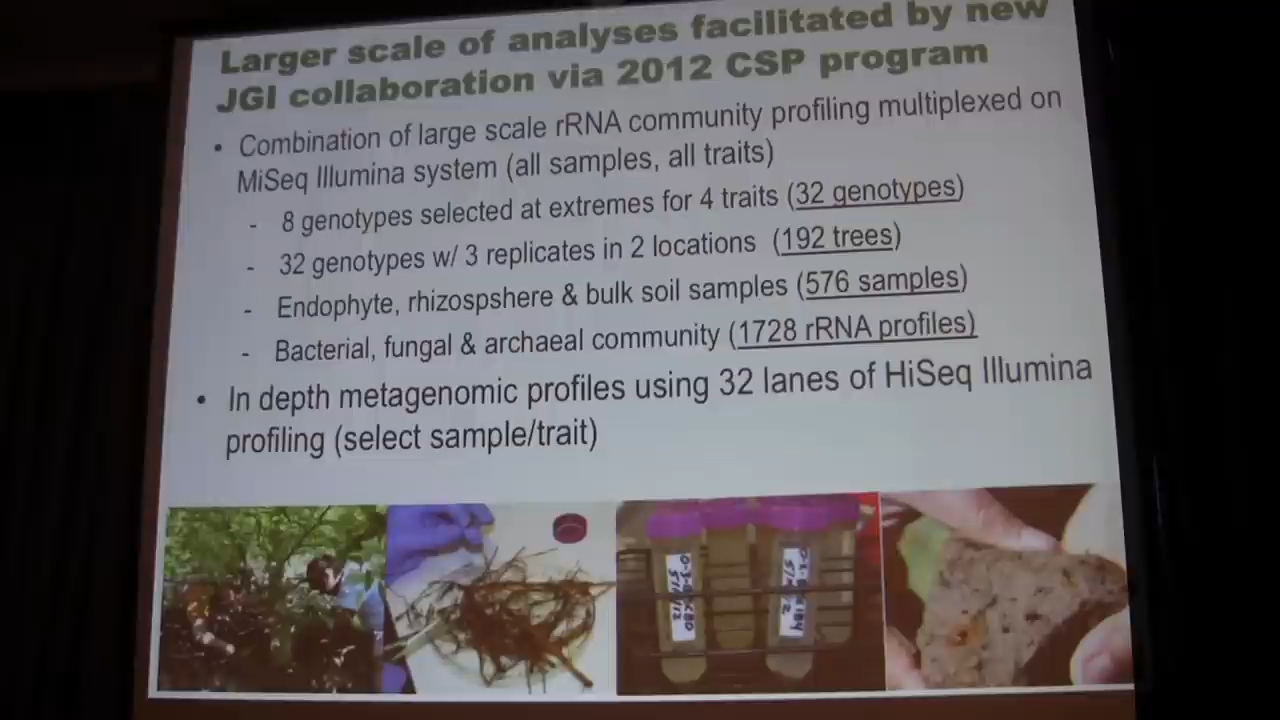 Larger scale of analyses facilitated by new
JGI collaboration via 2012 CSP program
• Combination of large scale rRNA community profiling multiplexed on
MiSeq Illumina system (all samples, all traits)
- 8 genotypes selected at extremes for 4 traits (32 genotypes)
- 32 genotypes w/ 3 replicates in 2 locations (192 trees)
- Endophyte, rhizospshere & bulk soil samples (576 samples)
- Bacterial, fungal & archaeal community (1728 rRNA profiles)
• In depth metagenomic profiles using 32 lanes of HiSeq Illumina
profiling (select sample/trait)